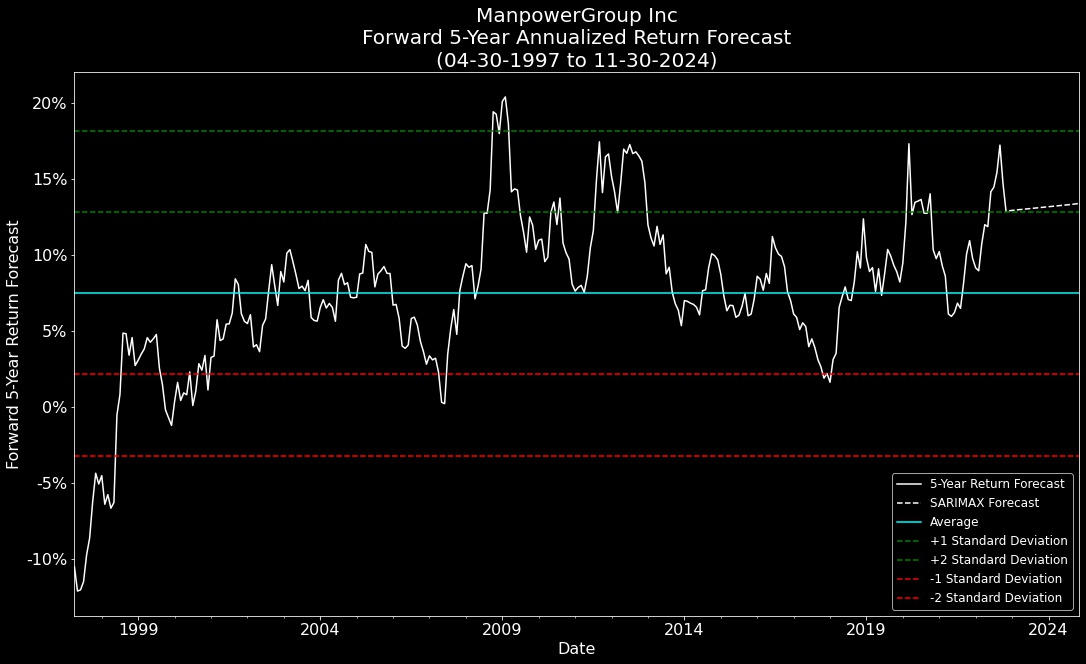 ManpowerGroup Inc
Forward 5-Year Annualized Return Forecast
(04-30-1997 to 11-30-2024)
Forward 5-Year Return Forecast
20%
15%
10%
5%
0%
-5%
-10%
5-Year Return Forecast
SARIMAX Forecast
Average
+1 Standard Deviation
+2 Standard Deviation
-1 Standard Deviation
-2 Standard Deviation
1999 2004 2009 2014 2019 2024
Date